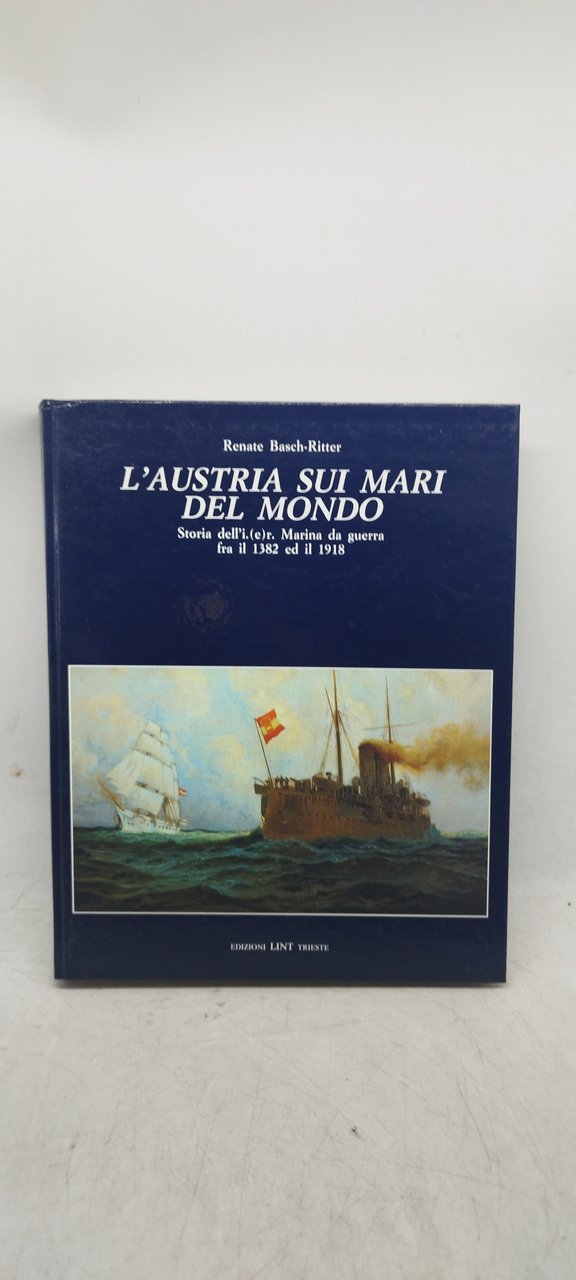 Renate Basch-Ritter
L'AUSTRIA SUI MARI
DEL MONDO
Storia dell'i.(e)r. Marina da guerra
fra il 1382 ed il 1918
EDIZIONI LINT TRIESTE